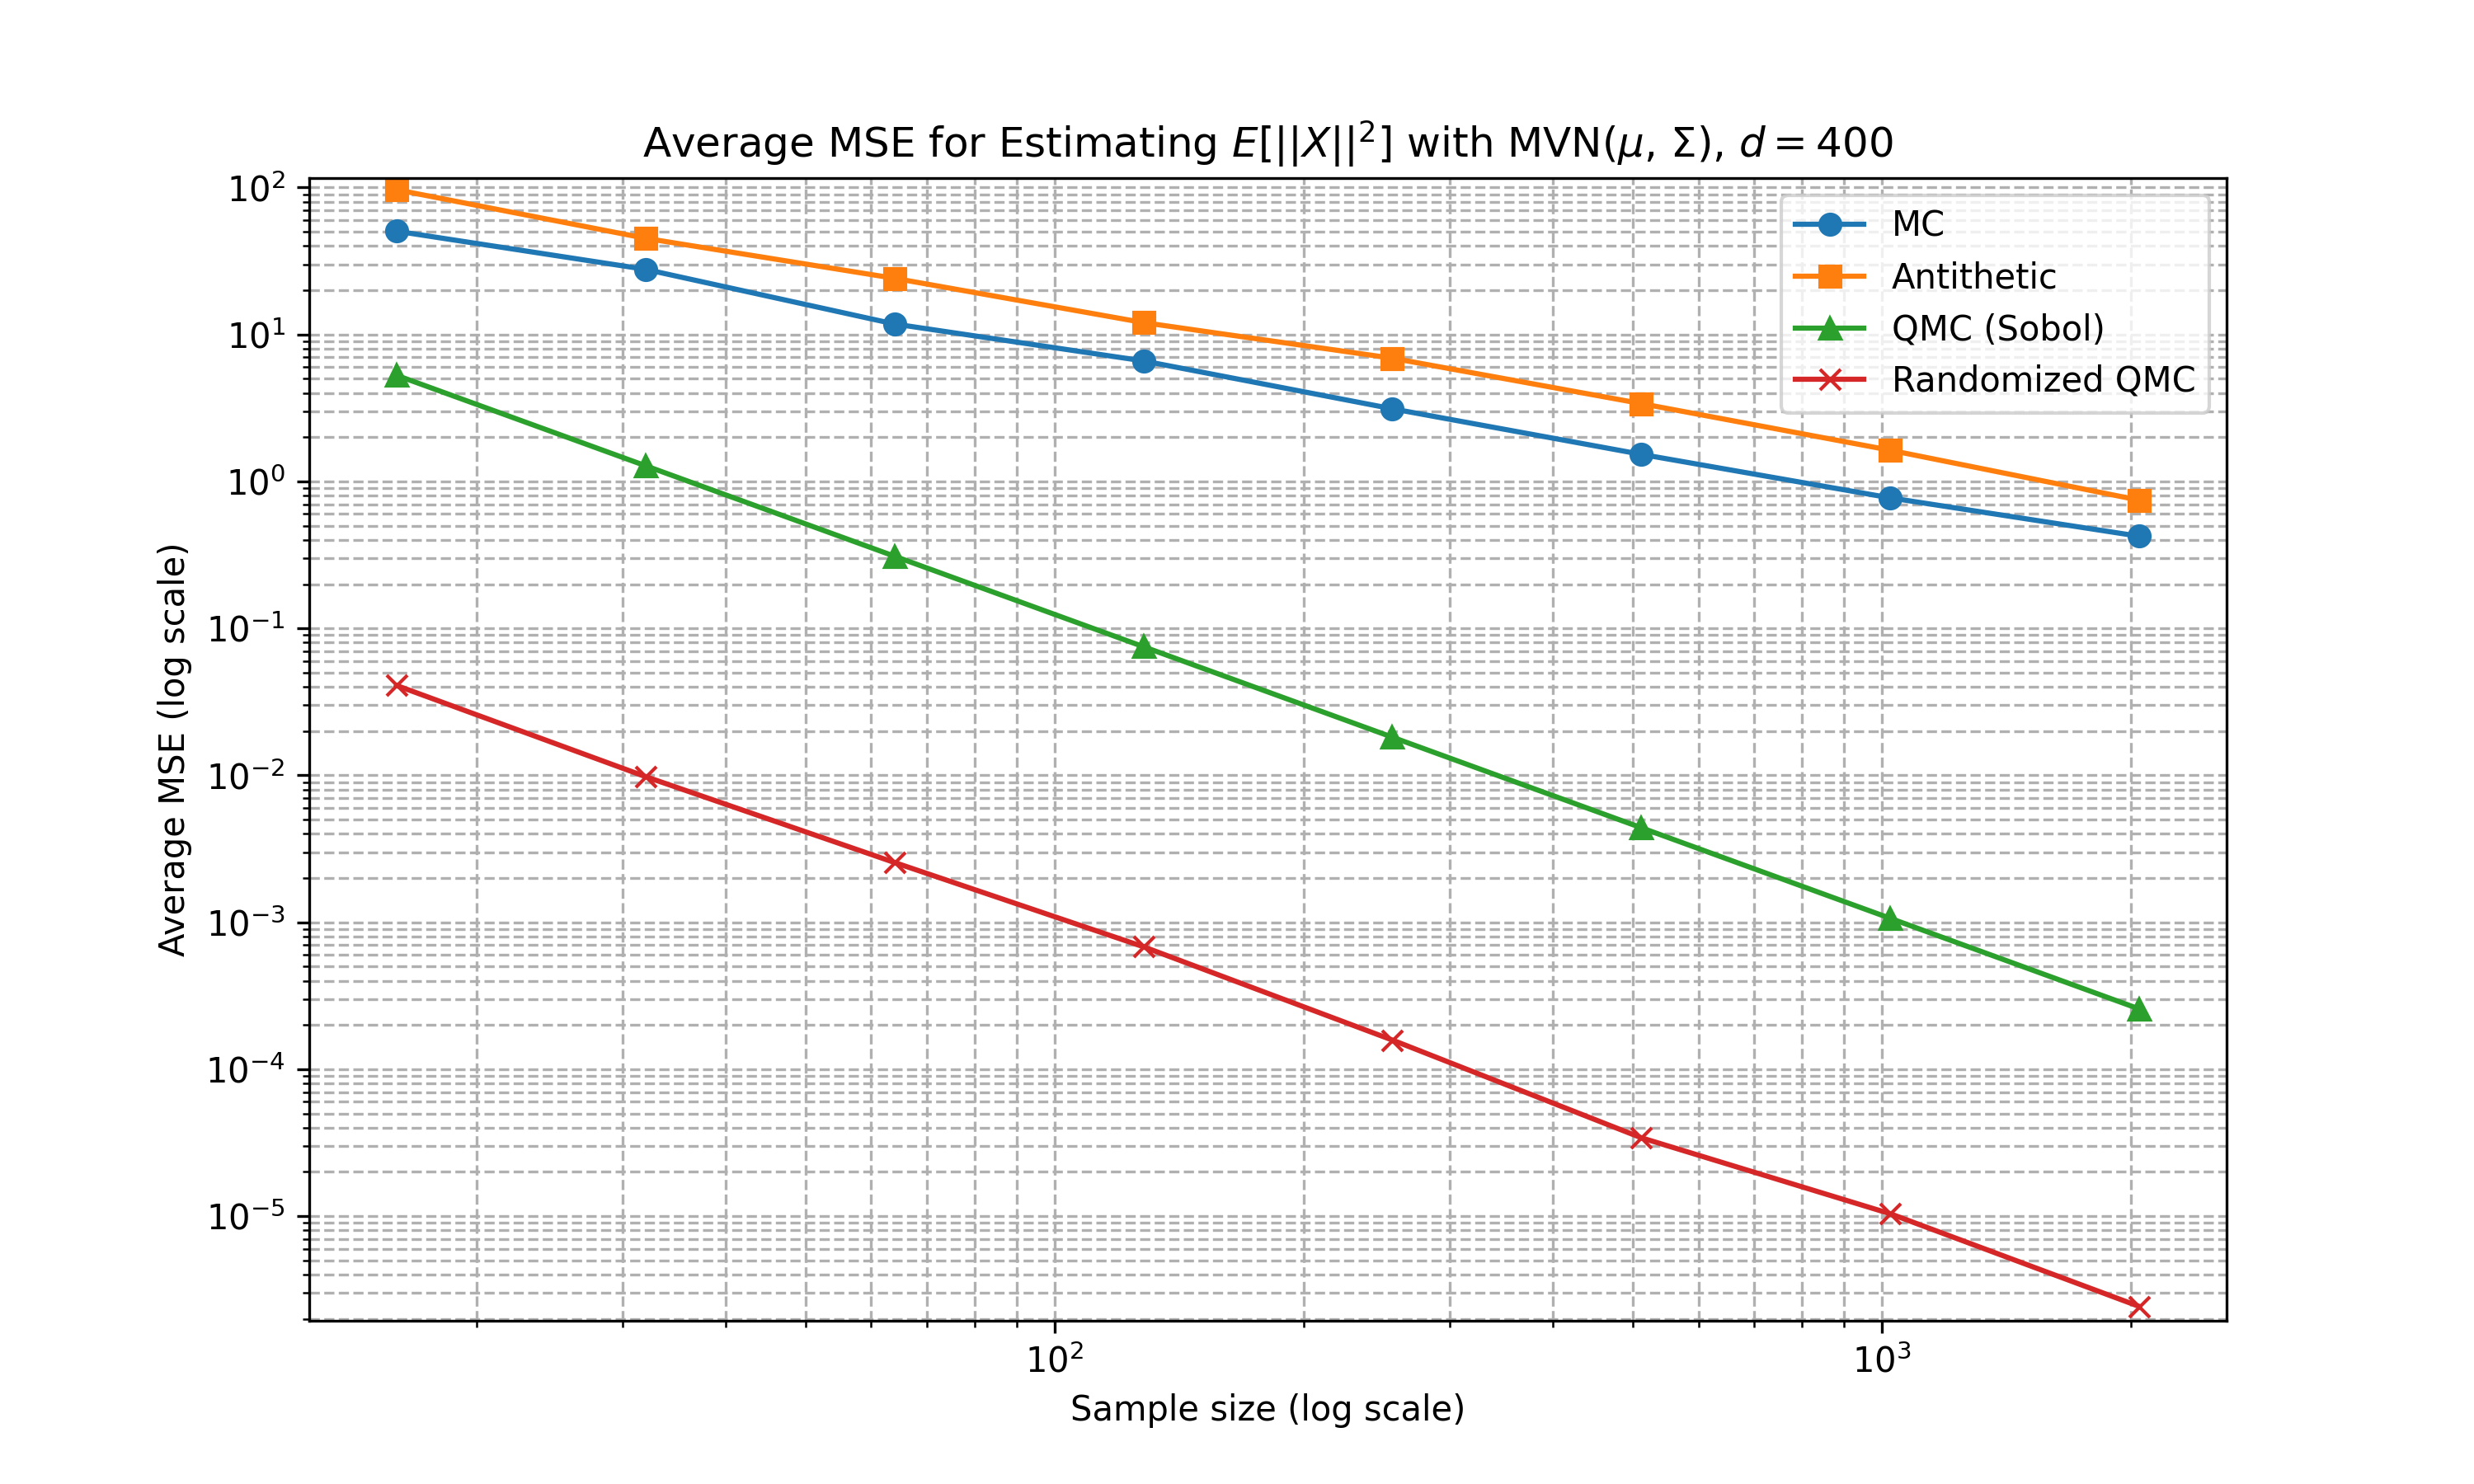 Average MSE for Estimating E[||X||²] with MVN(μ, Σ), d = 400
10²
10¹
10⁰
10⁻¹
10⁻²
10⁻³
10⁻⁴
10⁻⁵
Average MSE (log scale)
MC
Antithetic
QMC (Sobol)
Randomized QMC
10²
10³
Sample size (log scale)